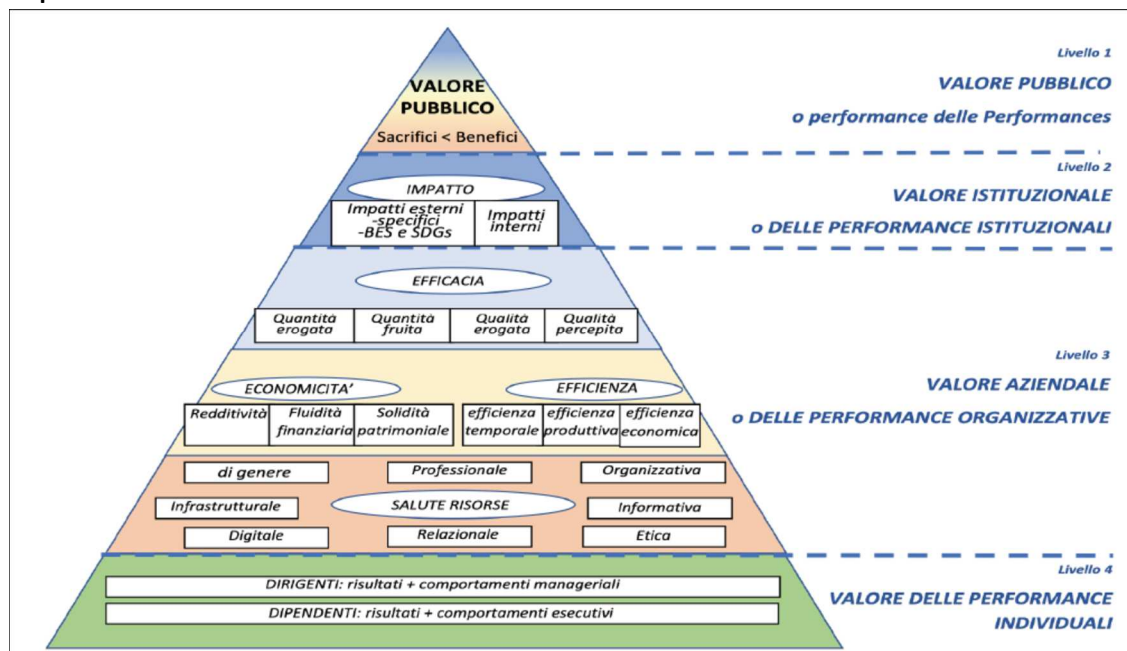 Livello 1
VALORE PUBBLICO
o performance delle Performances
VALORE
PUBBLICO
Sacrifici < Benefici
Livello 2
VALORE ISTITUZIONALE
o DELLE PERFORMANCE ISTITUZIONALI
IMPATTO
Impatti esterni
-specifici
-BES e SDGs
Impatti
interni
EFFICACIA
Quantità
erogata
Quantità
fruita
Qualità
erogata
Qualità
percepita
Livello 3
VALORE AZIENDALE
o DELLE PERFORMANCE ORGANIZZATIVE
ECONOMICITA'
EFFICIENZA
Redditività
Fluidità
finanziaria
Solidità
patrimoniale
efficienza
temporale
efficienza
produttiva
efficienza
economica
di genere
Professionale
Organizzativa
Infrastrutturale
SALUTE RISORSE
Informativa
Digitale
Relazionale
Etica
Livello 4
VALORE DELLE PERFORMANCE
INDIVIDUALI
DIRIGENTI: risultati + comportamenti manageriali
DIPENDENTI: risultati + comportamenti esecutivi